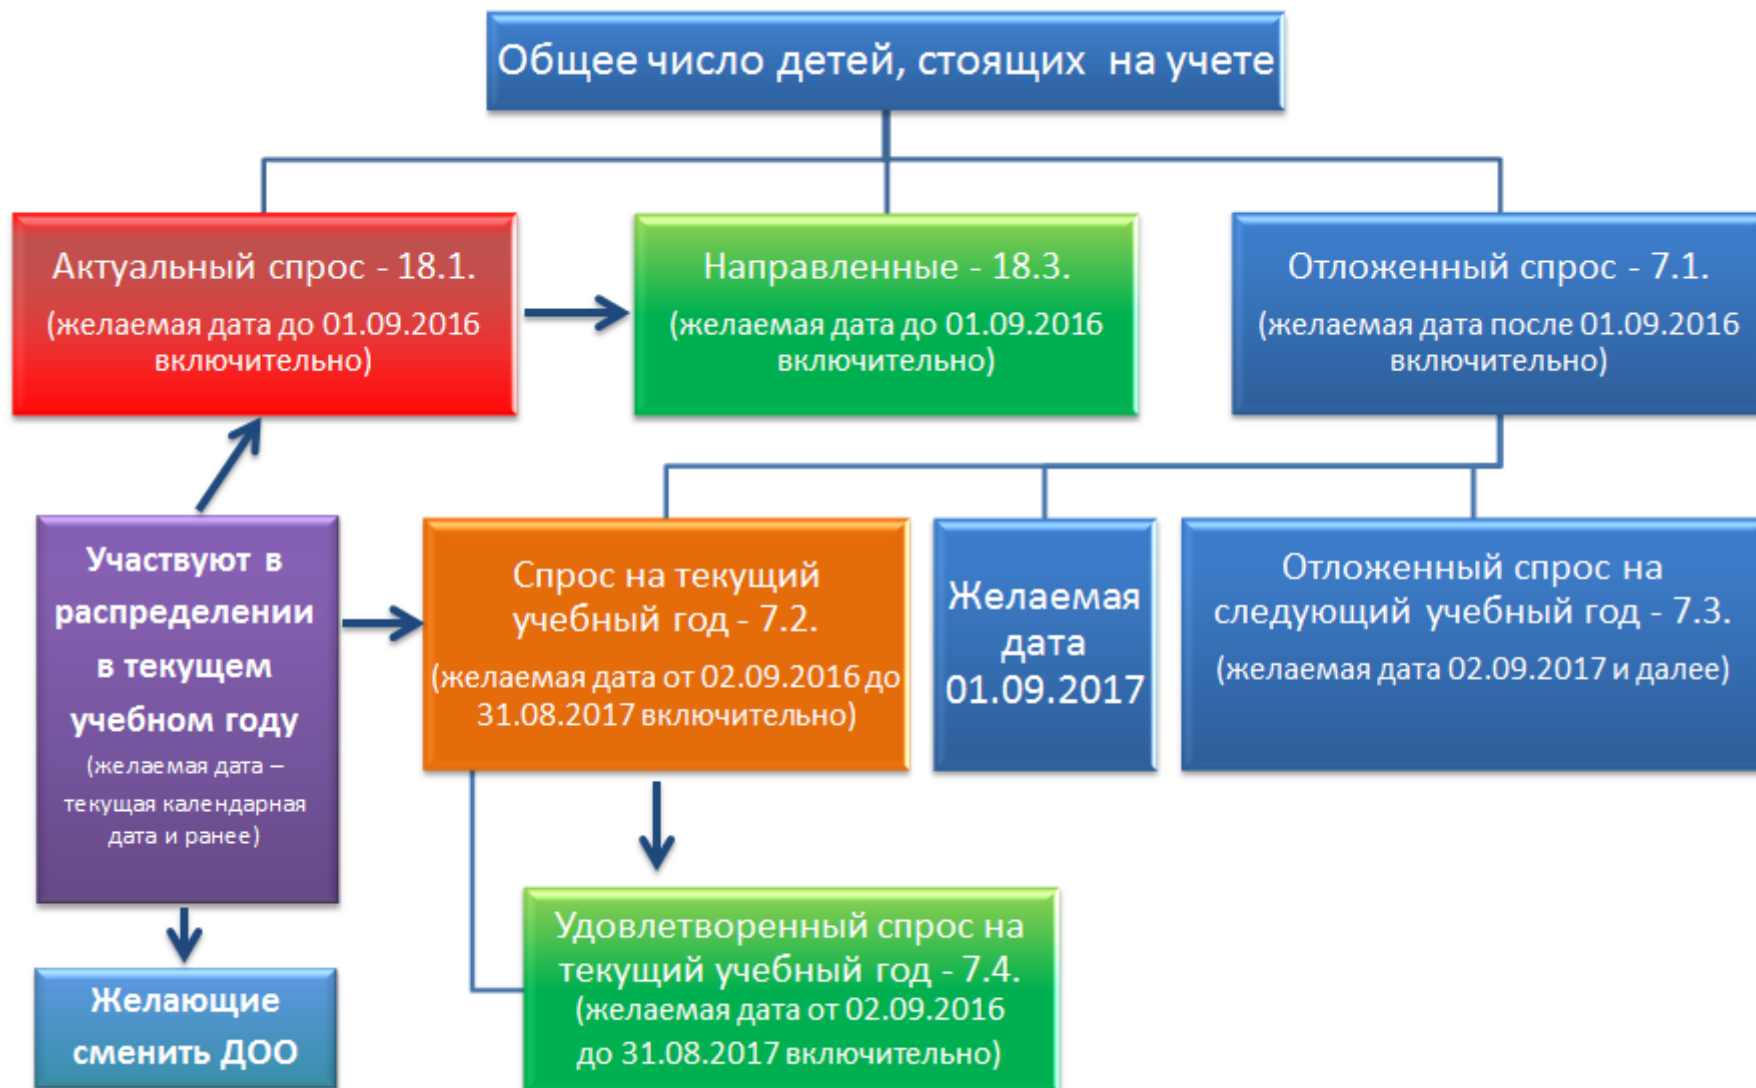 Общее число детей, стоящих на учете
Актуальный спрос - 18.1.
(желаемая дата до 01.09.2016
включительно)
Направленные - 18.3.
(желаемая дата до 01.09.2016
включительно)
Отложенный спрос - 7.1.
(желаемая дата после 01.09.2016
включительно)
Участвуют в
распределении
в текущем
учебном году
(желаемая дата –
текущая календарная
дата и ранее)
Спрос на текущий
учебный год - 7.2.
(желаемая дата от 02.09.2016 до
31.08.2017 включительно)
Желаемая
дата
01.09.2017
Отложенный спрос на
следующий учебный год - 7.3.
(желаемая дата 02.09.2017 и далее)
Удовлетворенный спрос на
текущий учебный год - 7.4.
(желаемая дата от 02.09.2016
до 31.08.2017 включительно)
Желающие
сменить ДОО